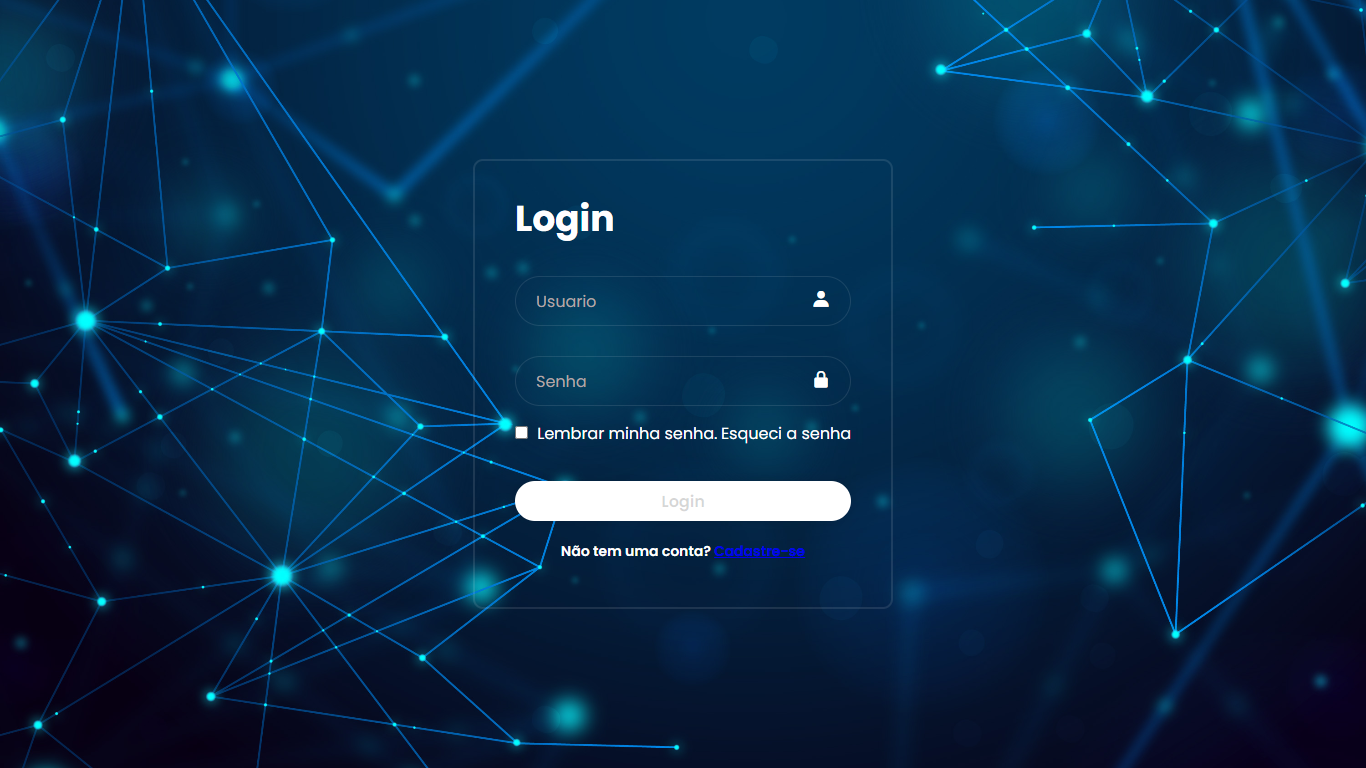 Login
Usuario
Senha
Lembrar minha senha. Esqueci a senha
Login
Não tem uma conta? Cadastre-se